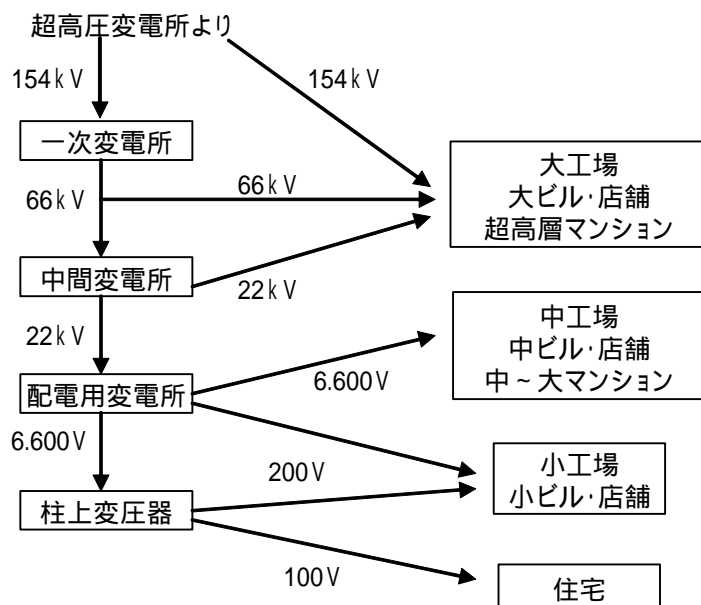 超高圧変電所より
154kV
154kV
一次変電所
66kV
66kV
大工場
大ビル・店舗
超高層マンション
中間変電所
22kV
22kV
中工場
中ビル・店舗
中~大マンション
配電用変電所
6.600V
6.600V
小工場
小ビル・店舗
200V
柱上変圧器
100V
住宅